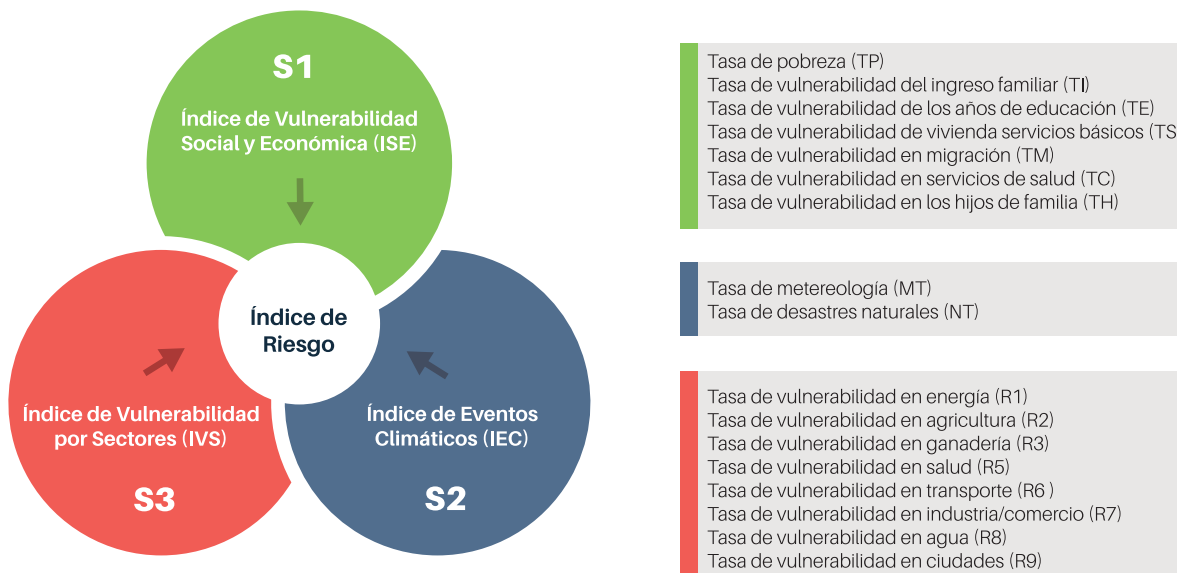 S1
Índice de Vulnerabilidad
Social y Económica (ISE)
Índice de
Riesgo
Índice de Vulnerabilidad
por Sectores (IVS)
S3
Índice de Eventos
Climáticos (IEC)
S2
Tasa de pobreza (TP)
Tasa de vulnerabilidad del ingreso familiar (TI)
Tasa de vulnerabilidad de los años de educación (TE)
Tasa de vulnerabilidad de vivienda servicios básicos (TS
Tasa de vulnerabilidad en migración (TM)
Tasa de vulnerabilidad en servicios de salud (TC)
Tasa de vulnerabilidad en los hijos de familia (TH)
Tasa de metereología (MT)
Tasa de desastres naturales (NT)
Tasa de vulnerabilidad en energía (R1)
Tasa de vulnerabilidad en agricultura (R2)
Tasa de vulnerabilidad en ganadería (R3)
Tasa de vulnerabilidad en salud (R5)
Tasa de vulnerabilidad en transporte (R6 )
Tasa de vulnerabilidad en industria/comercio (R7)
Tasa de vulnerabilidad en agua (R8)
Tasa de vulnerabilidad en ciudades (R9)